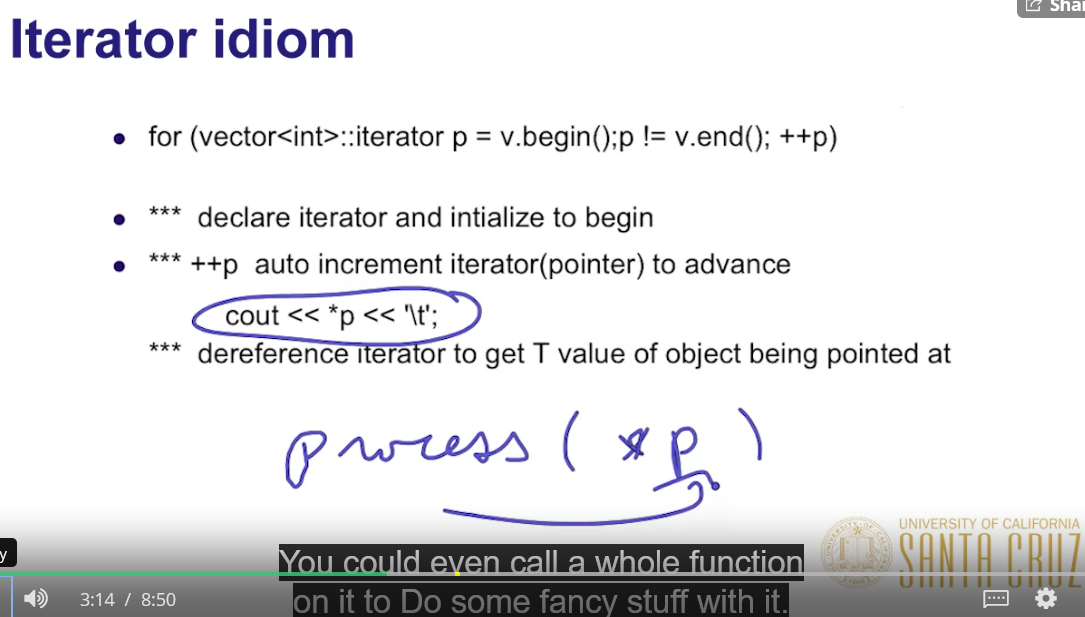 Shar
Iterator idiom
• for (vector<int>::iterator p = v.begin();p != v.end(); ++p)
• *** declare iterator and intialize to begin
• *** ++p auto increment iterator(pointer) to advance
cout << *p << '\t';
*** dereference iterator to get T value of object being pointed at
process ( *p )
UNIVERSITY OF CALIFORNIA
SANTA CRUZ
y
You could even call a whole function
on it to Do some fancy stuff with it.
3:14 / 8:50